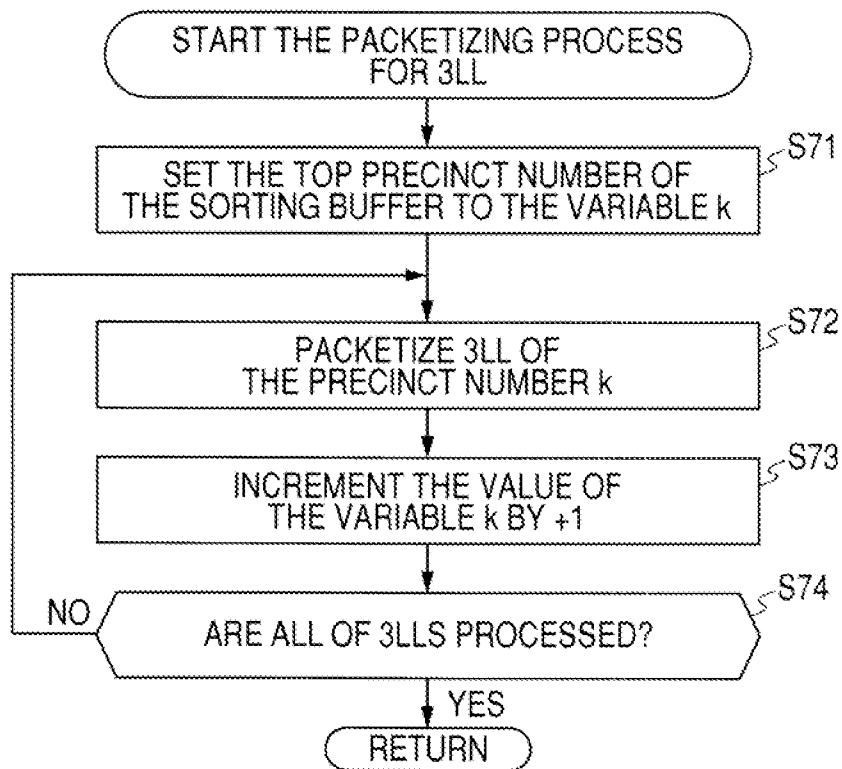 START THE PACKETIZING PROCESS
FOR 3LL
S71
SET THE TOP PRECINCT NUMBER OF
THE SORTING BUFFER TO THE VARIABLE k
S72
PACKETIZE 3LL OF
THE PRECINCT NUMBER k
S73
INCREMENT THE VALUE OF
THE VARIABLE k BY +1
S74
NO
ARE ALL OF 3LLS PROCESSED?
YES
RETURN